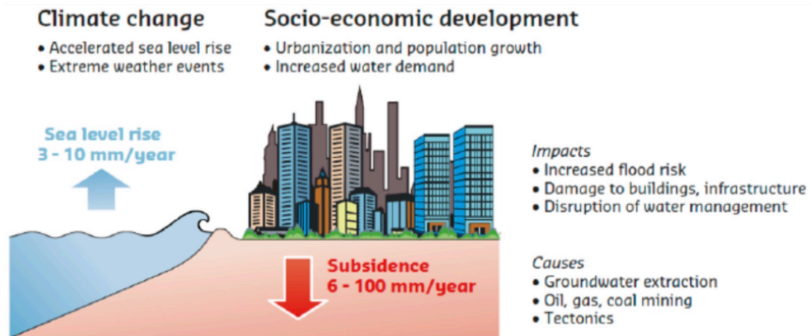 Climate change
• Accelerated sea level rise
• Extreme weather events
Socio-economic development
• Urbanization and population growth
• Increased water demand
Sea level rise
3 - 10 mm/year
Impacts
• Increased flood risk
• Damage to buildings, infrastructure
• Disruption of water management
Subsidence
6 - 100 mm/year
Causes
• Groundwater extraction
• Oil, gas, coal mining
• Tectonics